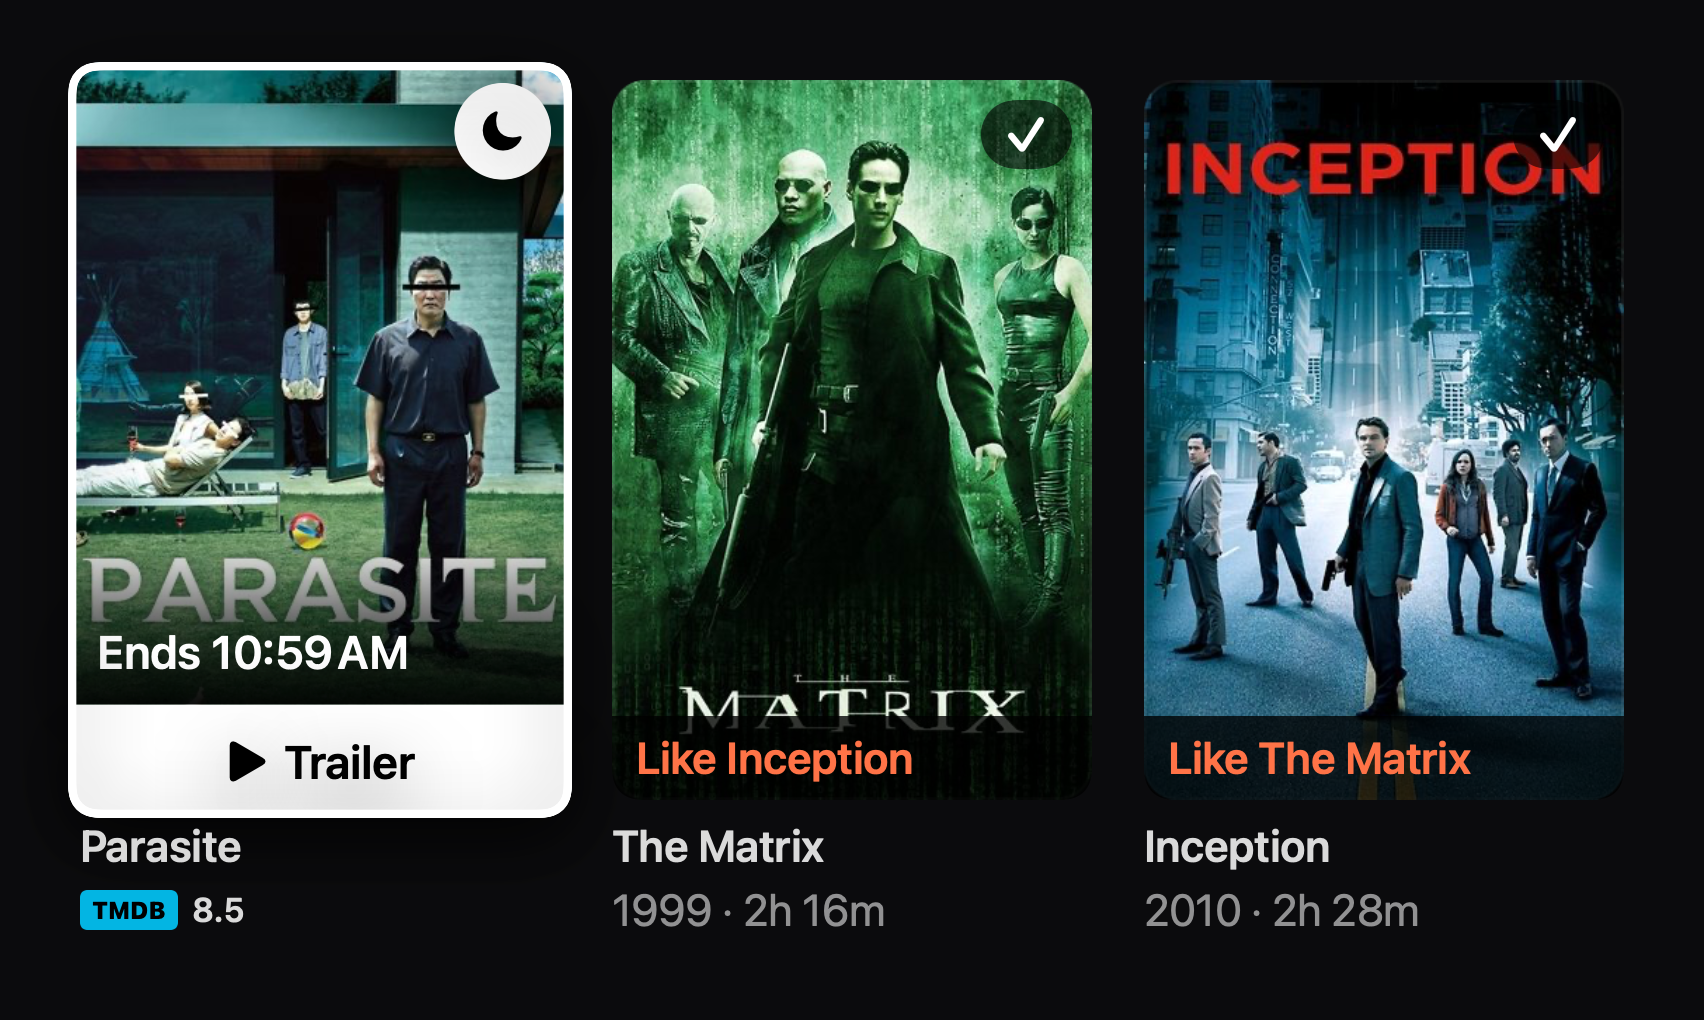 PARASITE
Ends 10:59 AM
Trailer
Parasite
TMDB 8.5
THE
MATRIX
Like Inception
The Matrix
1999 · 2h 16m
INCEPTION
Like The Matrix
Inception
2010 · 2h 28m